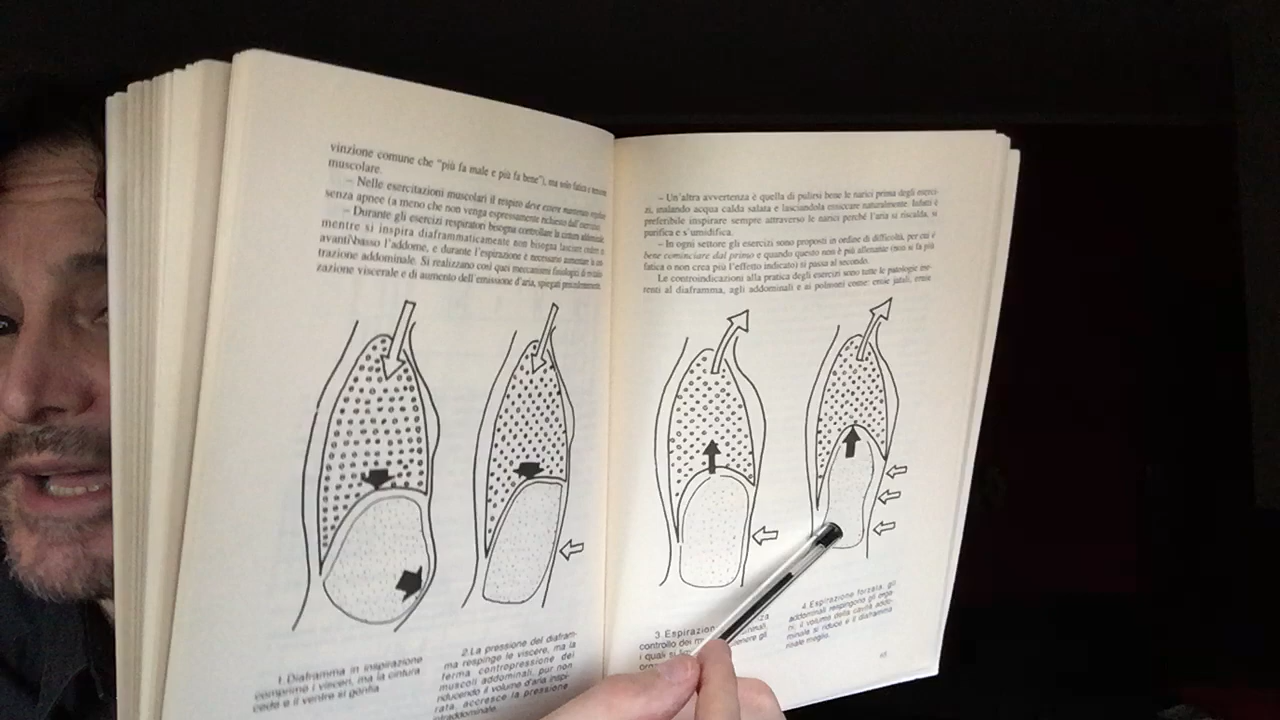 vinzione comune che "più fa male e più fa bene"), ma solo fatica e tensione
muscolare.
– Nelle esercitazioni muscolari il respiro deve essere mantenuto regolare
senza apnee (a meno che non venga espressamente richiesto dall'esercizio).
– Durante gli esercizi respiratori bisogna controllare la cintura addominale:
mentre si inspira diaframmaticamente non bisogna lasciare cedere in
avanti\basso l'addome, e durante l'espirazione è necessario aumentare la con-
trazione addominale. Si realizzano così quei meccanismi fisiologici di
zazione viscerale e di aumento dell'emissione d'aria, spiegati precedentemente.
1. Diaframma in inspirazione
comprime i visceri, ma la cintura
cede e il ventre si gonfia
2. La pressione del diafram-
ma respinge le viscere, ma la
ferma contropressione dei
muscoli addominali, pur non
riducendo il volume d'aria inspi-
rata, accresce la pressione
intraddominale.
– Un'altra avvertenza è quella di pulirsi bene le narici prima degli eserci-
zi, inalando acqua calda salata e lasciandola essiccare naturalmente. Infatti è
preferibile inspirare sempre attraverso le narici perché l'aria si riscalda, si
purifica e s'umidifica.
– In ogni settore gli esercizi sono proposti in ordine di difficoltà, per cui è
bene cominciare dal primo e quando questo non è più allenante (non si fa più
fatica o non crea più l'effetto indicato) si passa al secondo.
Le controindicazioni alla pratica degli esercizi sono tutte le patologie ine-
renti al diaframma, agli addominali e ai polmoni come: ernie jatali, ernie
3. Espirazio
controllo dei m
i quali si
4. Espirazione forzata, gli
addominali respingono gli orga-
ni, il volume della cavità addo-
minale si riduce e il diaframma
risale meglio.